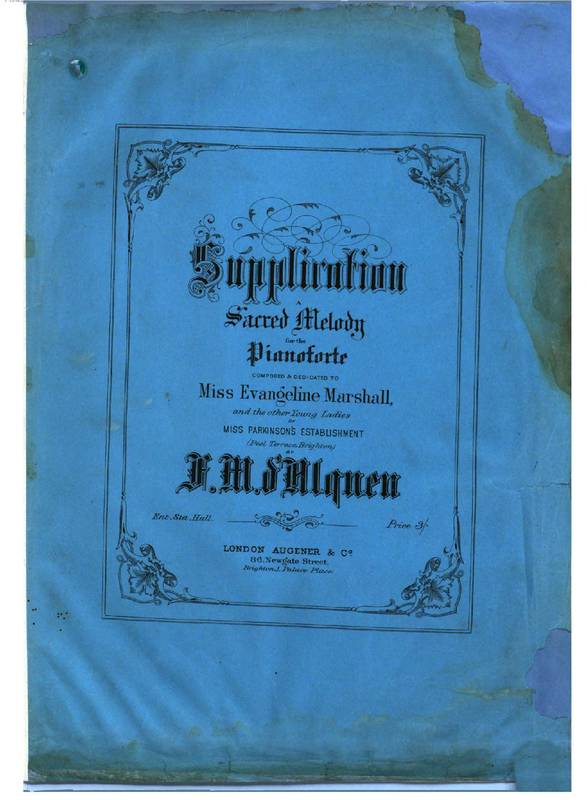 Supplication
A
Sacred Melody
for the
Pianoforte
COMPOSED & DEDICATED TO
Miss Evangeline Marshall,
and the other Young Ladies
OF
MISS PARKINSON'S ESTABLISHMENT
(Peel Terrace, Brighton)
BY
F. M. d'Alquen
Ent. Sta. Hall.
Price 3/-
LONDON AUGENER & Co.
86, Newgate Street,
Brighton, 1, Palace Place.